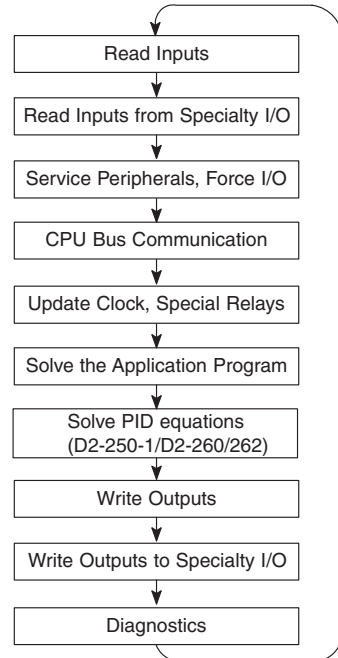 Read Inputs
Read Inputs from Specialty I/O
Service Peripherals, Force I/O
CPU Bus Communication
Update Clock, Special Relays
Solve the Application Program
Solve PID equations
(D2-250-1/D2-260/262)
Write Outputs
Write Outputs to Specialty I/O
Diagnostics